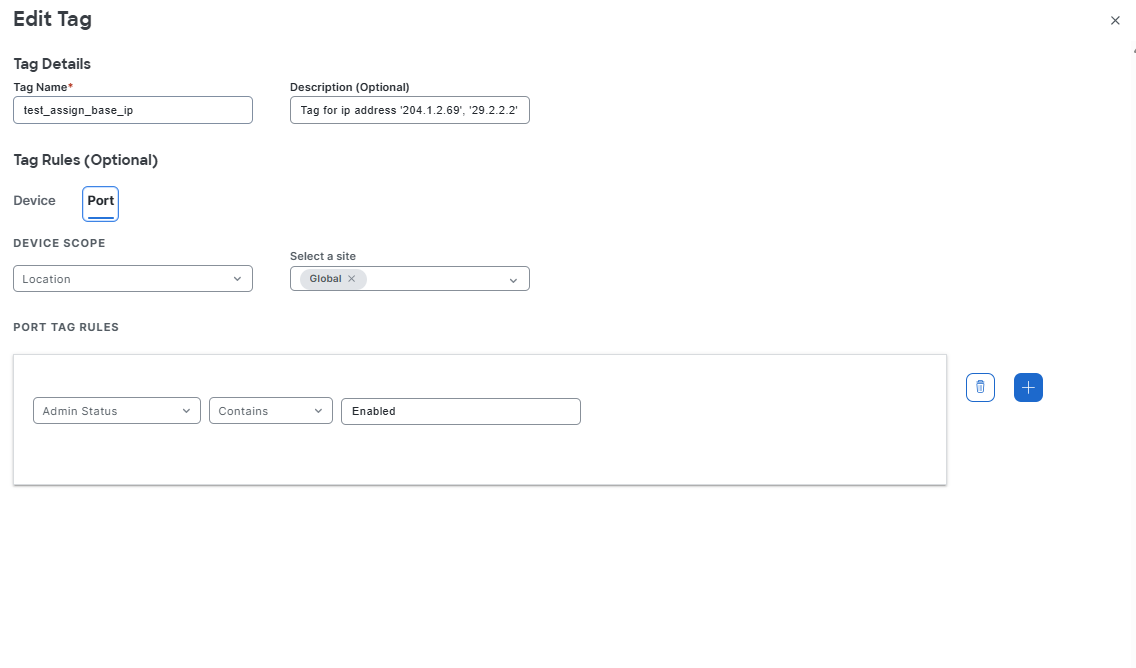 Edit Tag
Tag Details
Tag Name*
Description (Optional)
test_assign_base_ip
Tag for ip address '204.1.2.69', '29.2.2.2'
Tag Rules (Optional)
Device
Port
DEVICE SCOPE
Select a site
Location
Global
PORT TAG RULES
Admin Status
Contains
Enabled